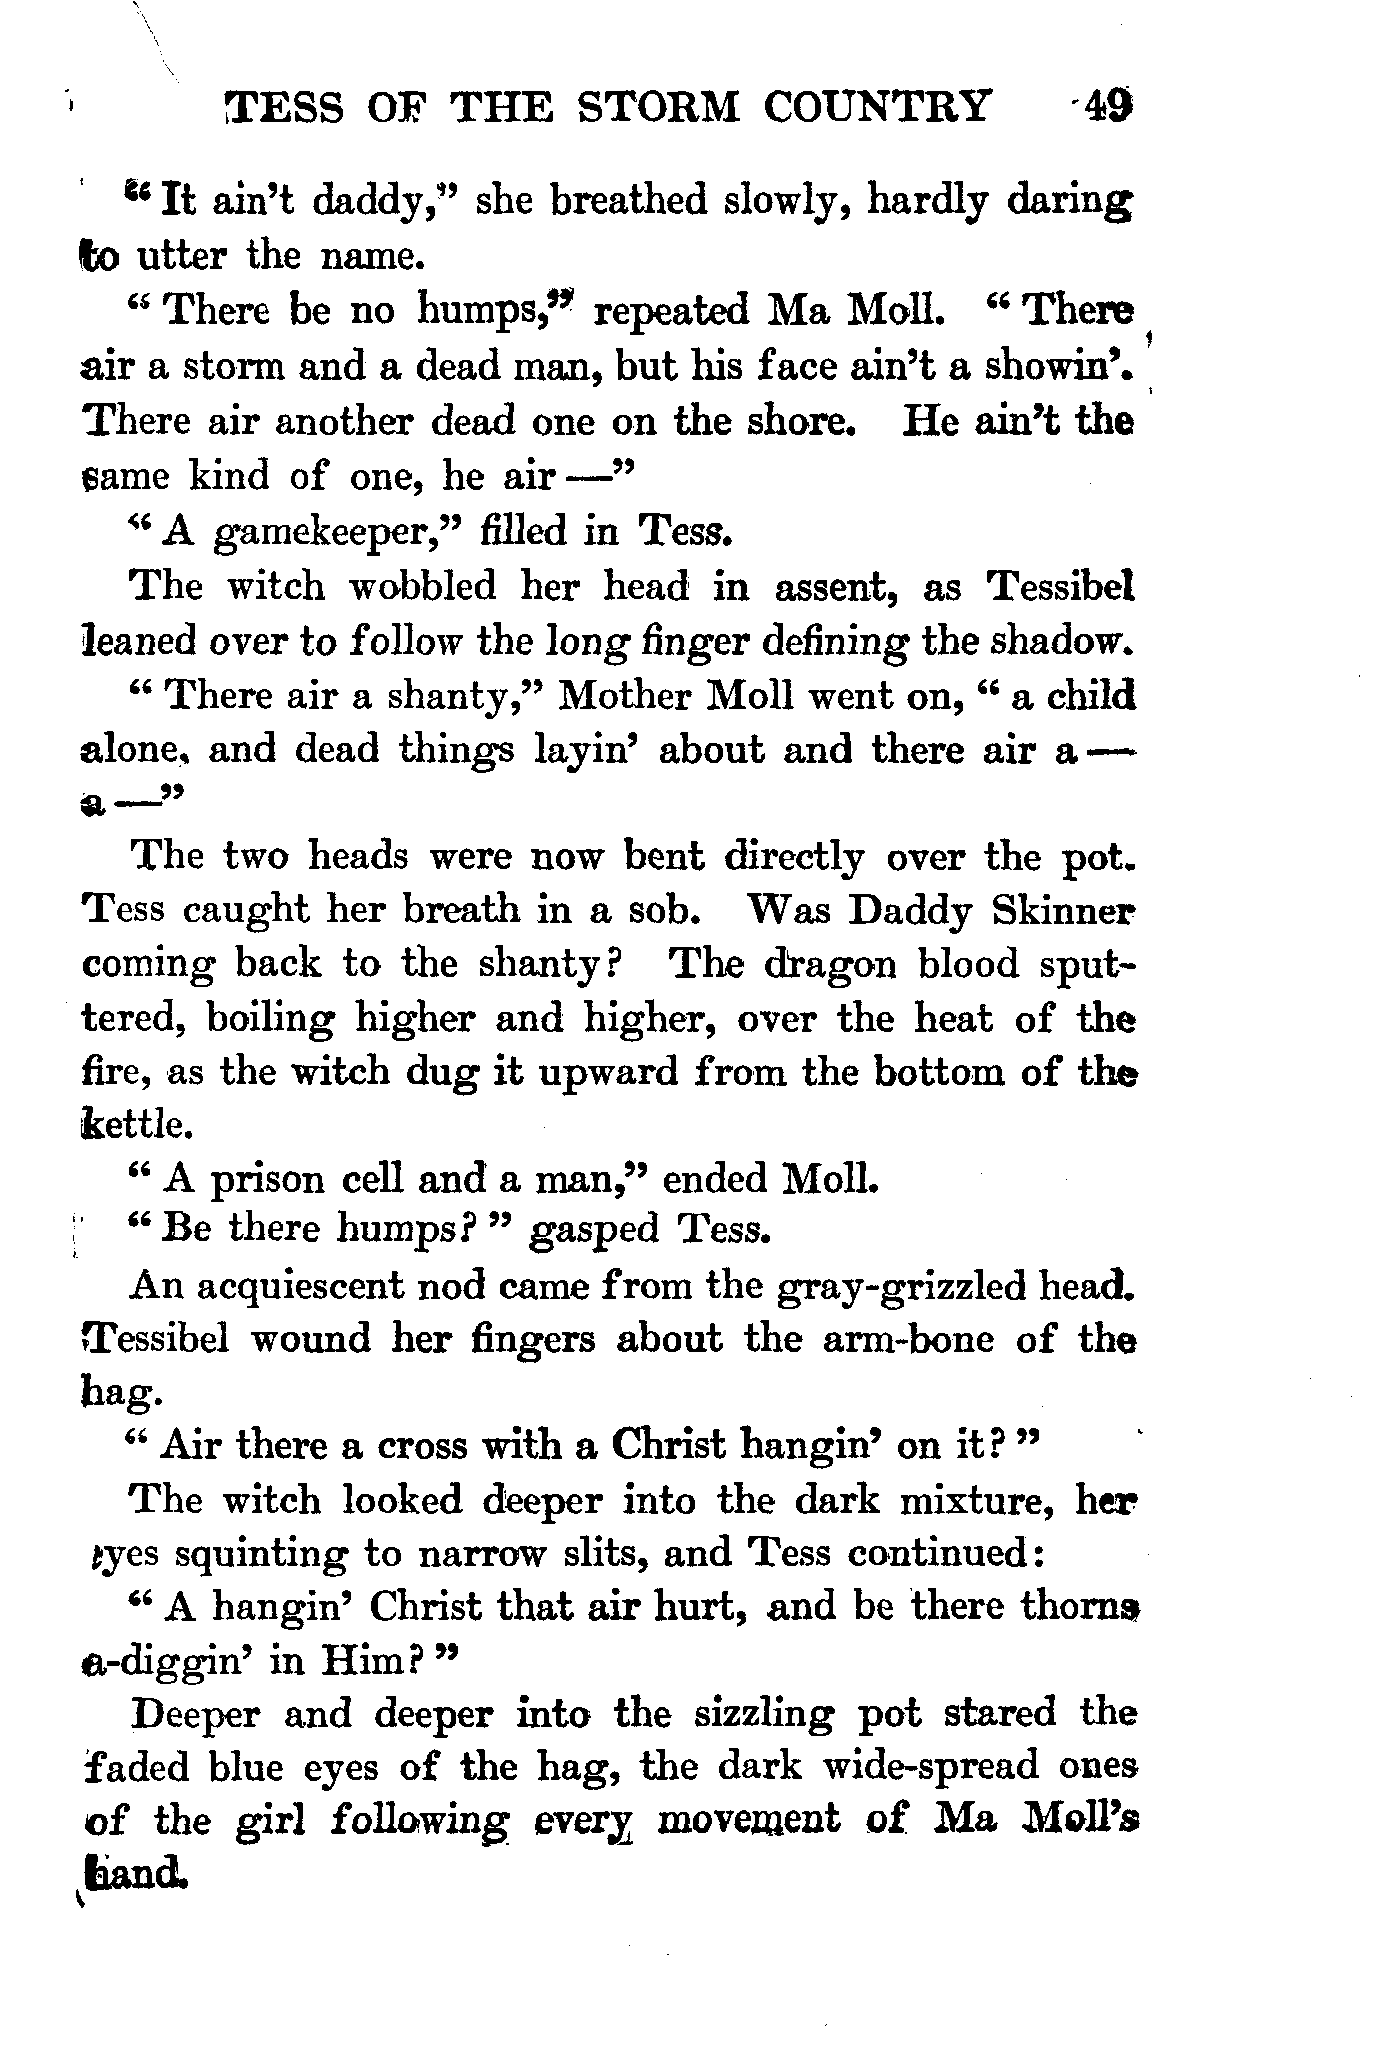 TESS OF THE STORM COUNTRY 49
“ It ain’t daddy,” she breathed slowly, hardly daring
to utter the name.
“ There be no humps,” repeated Ma Moll. “ There
air a storm and a dead man, but his face ain’t a showin’.
There air another dead one on the shore. He ain’t the
same kind of one, he air —”
“ A gamekeeper,” filled in Tess.
The witch wobbled her head in assent, as Tessibel
leaned over to follow the long finger defining the shadow.
“ There air a shanty,” Mother Moll went on, “ a child
alone, and dead things layin’ about and there air a —
a —”
The two heads were now bent directly over the pot.
Tess caught her breath in a sob. Was Daddy Skinner
coming back to the shanty? The dragon blood sput-
tered, boiling higher and higher, over the heat of the
fire, as the witch dug it upward from the bottom of the
kettle.
“ A prison cell and a man,” ended Moll.
“ Be there humps? ” gasped Tess.
An acquiescent nod came from the gray-grizzled head.
Tessibel wound her fingers about the arm-bone of the
hag.
“ Air there a cross with a Christ hangin’ on it? ”
The witch looked deeper into the dark mixture, her
eyes squinting to narrow slits, and Tess continued:
“ A hangin’ Christ that air hurt, and be there thorns
a-diggin’ in Him? ”
Deeper and deeper into the sizzling pot stared the
faded blue eyes of the hag, the dark wide-spread ones
of the girl following every movement of Ma Moll’s
hand.